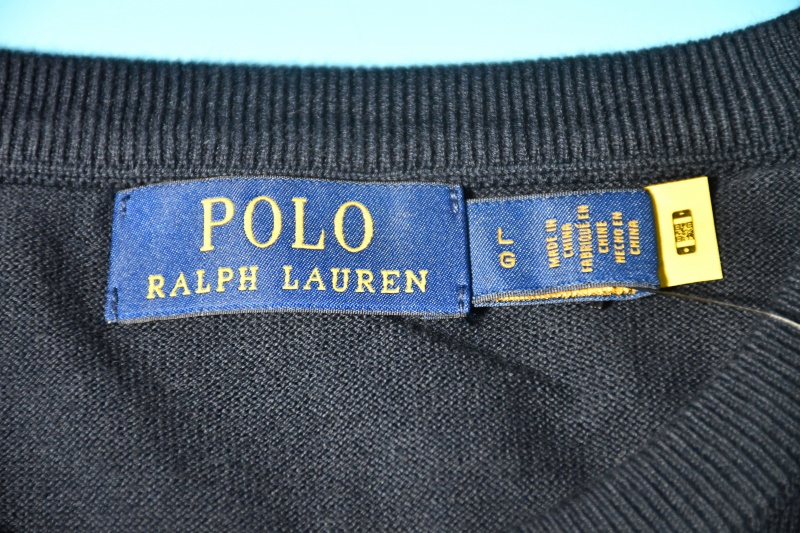 POLO
RALPH LAUREN
L
G
MADE IN
CHINA
FABRIQUÉ EN
CHINE
HECHO EN
CHINA